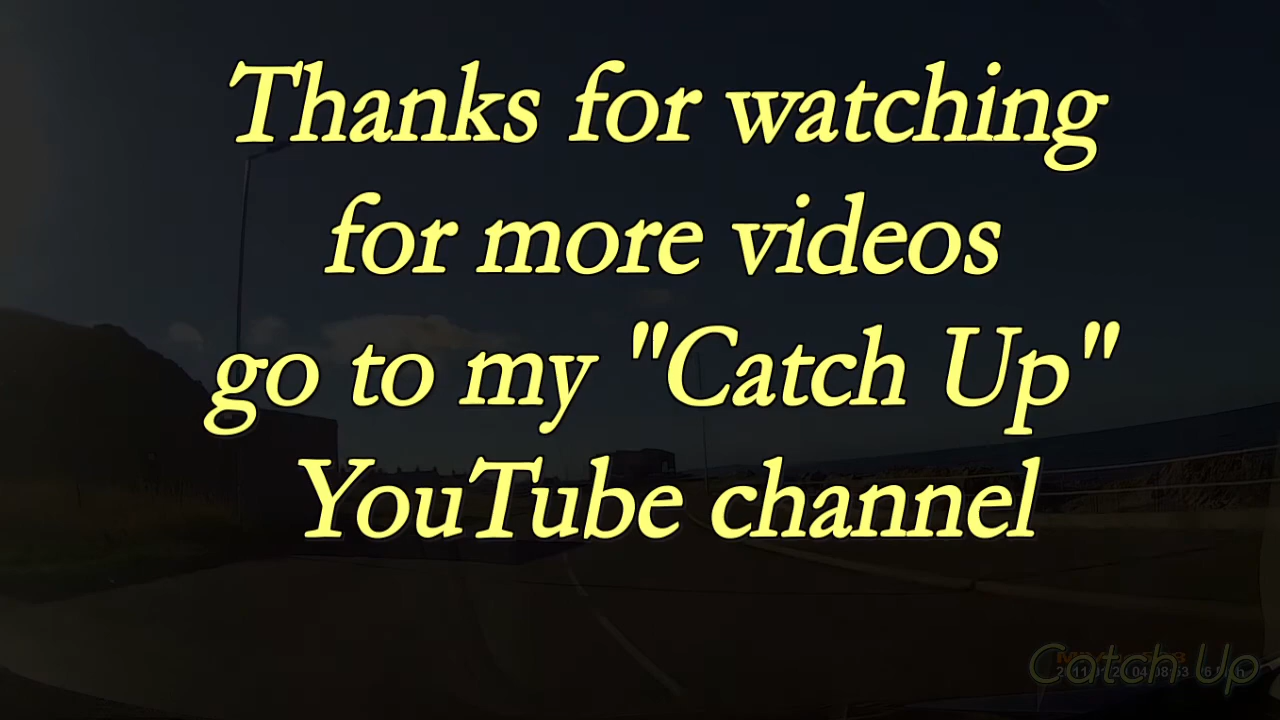 Thanks for watching
for more videos
go to my "Catch Up"
YouTube channel
Catch Up